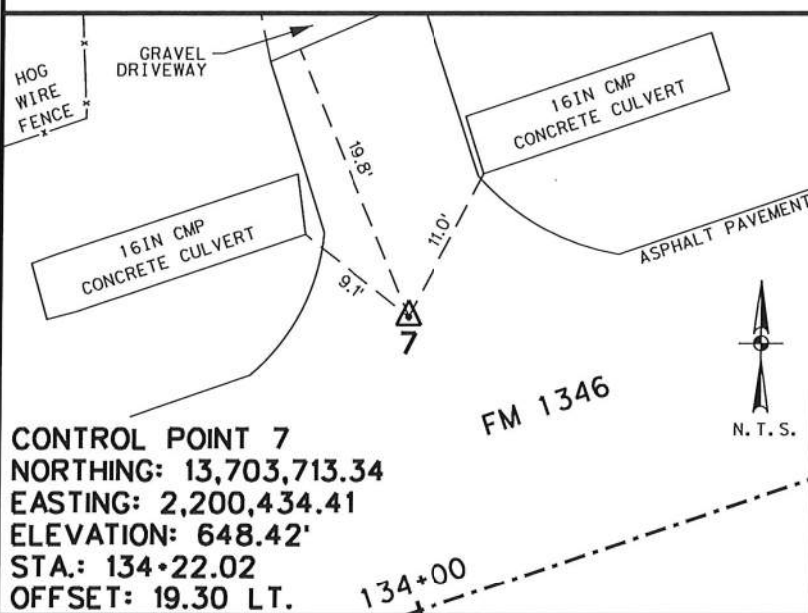 GRAVEL
DRIVEWAY
HOG
WIRE
FENCE
16IN CMP
CONCRETE CULVERT
19.8'
11.0'
16IN CMP
CONCRETE CULVERT
9.1'
ASPHALT PAVEMENT
7
FM 1346
N.T.S.
CONTROL POINT 7
NORTHING: 13,703,713.34
EASTING: 2,200,434.41
ELEVATION: 648.42'
STA.: 134+22.02
OFFSET: 19.30 LT.
134+00